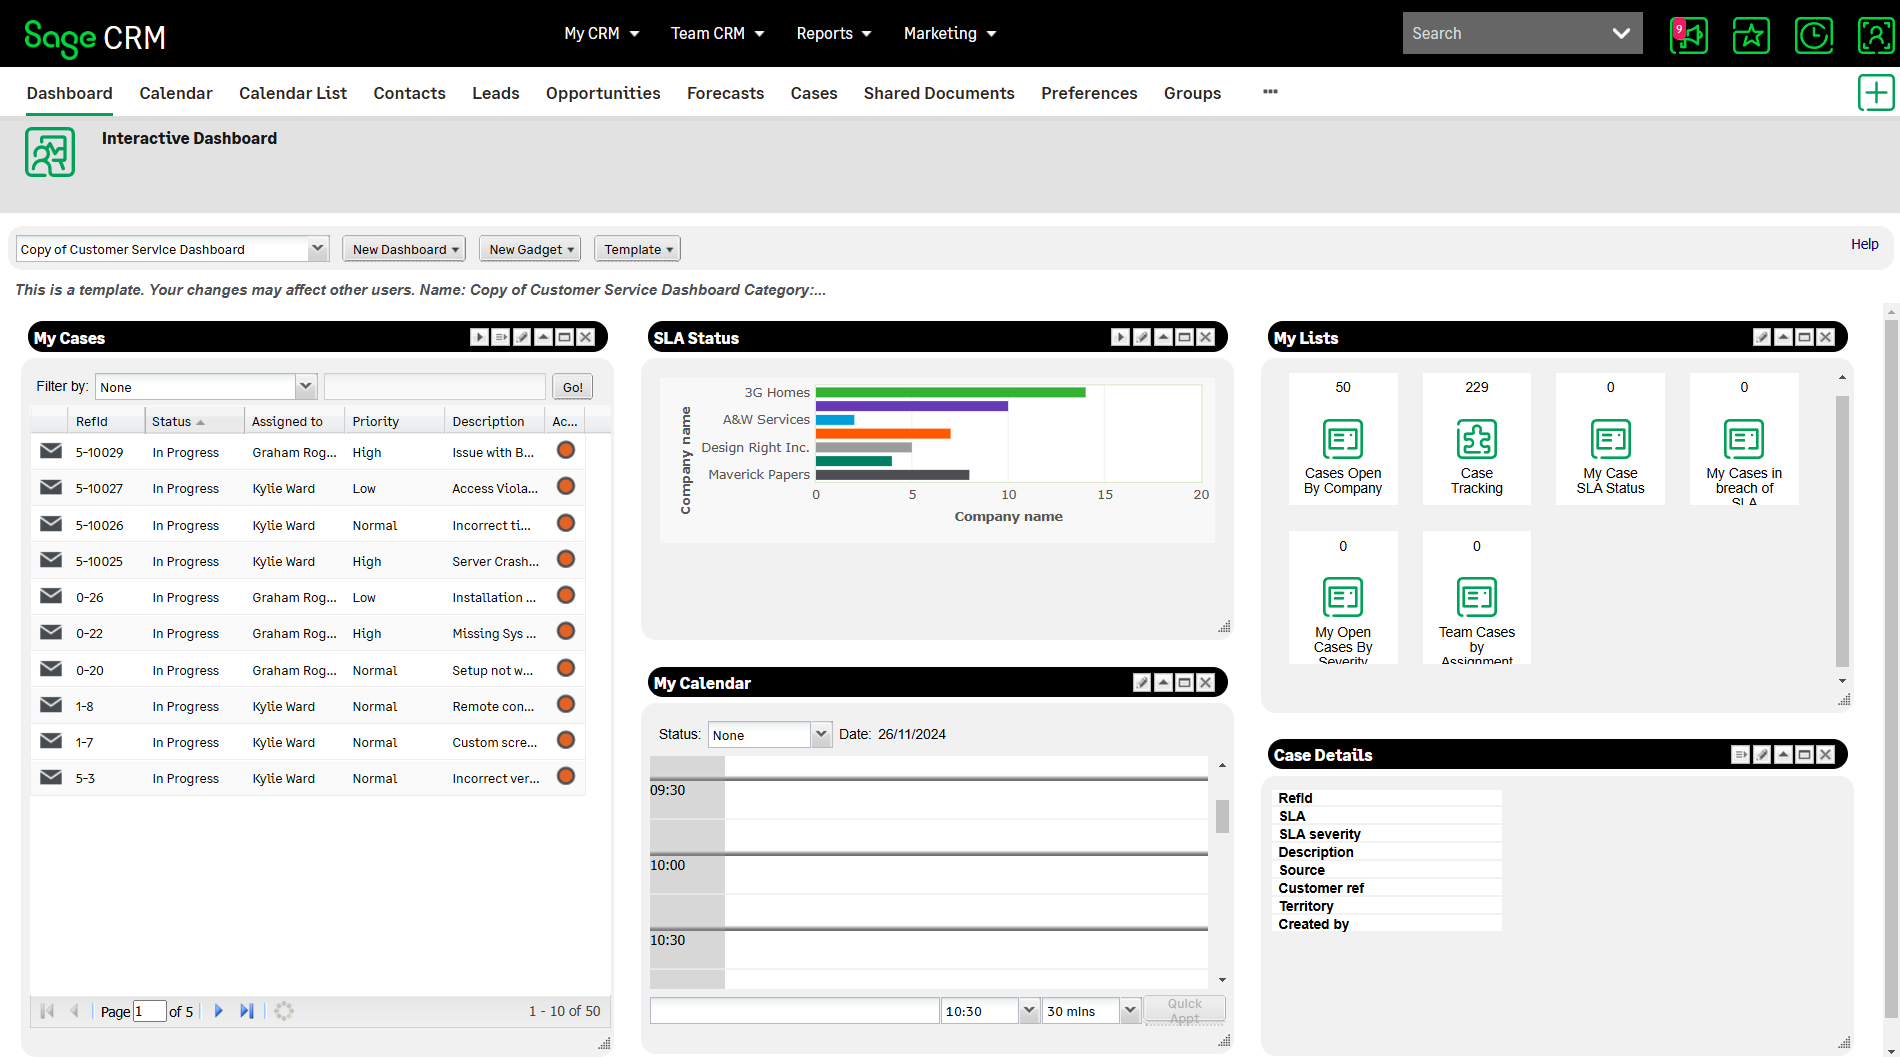 Sage CRM
My CRM
Team CRM
Reports
Marketing
Search
9
Dashboard
Calendar
Calendar List
Contacts
Leads
Opportunities
Forecasts
Cases
Shared Documents
Preferences
Groups
Interactive Dashboard
Copy of Customer Service Dashboard
New Dashboard
New Gadget
Template
Help
This is a template. Your changes may affect other users. Name: Copy of Customer Service Dashboard Category:...
My Cases
Filter by:
None
Go!
RefId Status Assigned to Priority Description Ac...
5-10029 In Progress Graham Rog... High Issue with B...
5-10027 In Progress Kylie Ward Low Access Viola...
5-10026 In Progress Kylie Ward Normal Incorrect ti...
5-10025 In Progress Kylie Ward High Server Crash...
0-26 In Progress Graham Rog... Low Installation ...
0-22 In Progress Graham Rog... High Missing Sys ...
0-20 In Progress Graham Rog... Normal Setup not w...
1-8 In Progress Kylie Ward Normal Remote con...
1-7 In Progress Kylie Ward Normal Custom scre...
5-3 In Progress Kylie Ward Normal Incorrect ver...
Page 1 of 5
1 - 10 of 50
SLA Status
Company name
3G Homes
A&W Services
Design Right Inc.
Maverick Papers
0 5 10 15 20
Company name
My Calendar
Status:
None
Date: 26/11/2024
09:30
10:00
10:30
10:30
30 mins
Quick
Appt
My Lists
50
Cases Open
By Company
229
Case
Tracking
0
My Case
SLA Status
0
My Cases in
breach of
SLA
0
My Open
Cases By
Severity
0
Team Cases
by
Assignment
Case Details
RefId
SLA
SLA severity
Description
Source
Customer ref
Territory
Created by